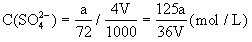 C(SO₄²⁻) = a/72 / 4V/1000 = 125a/36V (mol / L)